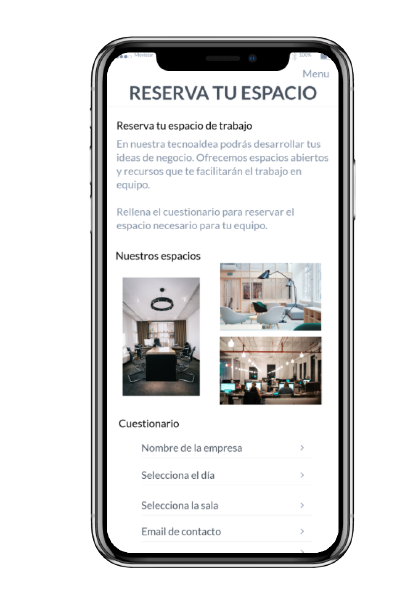 100%
Menu
RESERVA TU ESPACIO
Reserva tu espacio de trabajo
En nuestra tecnoaldea podrás desarrollar tus
ideas de negocio. Ofrecemos espacios abiertos
y recursos que te facilitarán el trabajo en
equipo.
Rellena el cuestionario para reservar el
espacio necesario para tu equipo.
Nuestros espacios
Cuestionario
Nombre de la empresa
Selecciona el día
Selecciona la sala
Email de contacto